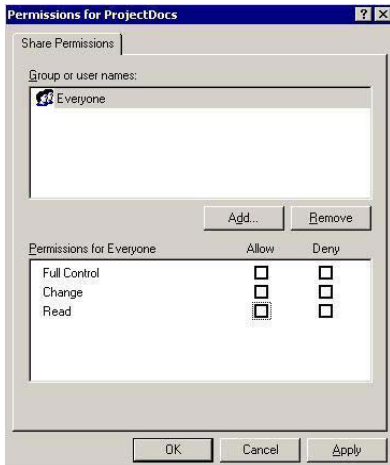 Permissions for ProjectDocs
Share Permissions
Group or user names:
Everyone
Add... Remove
Permissions for Everyone Allow Deny
Full Control
Change
Read
OK Cancel Apply